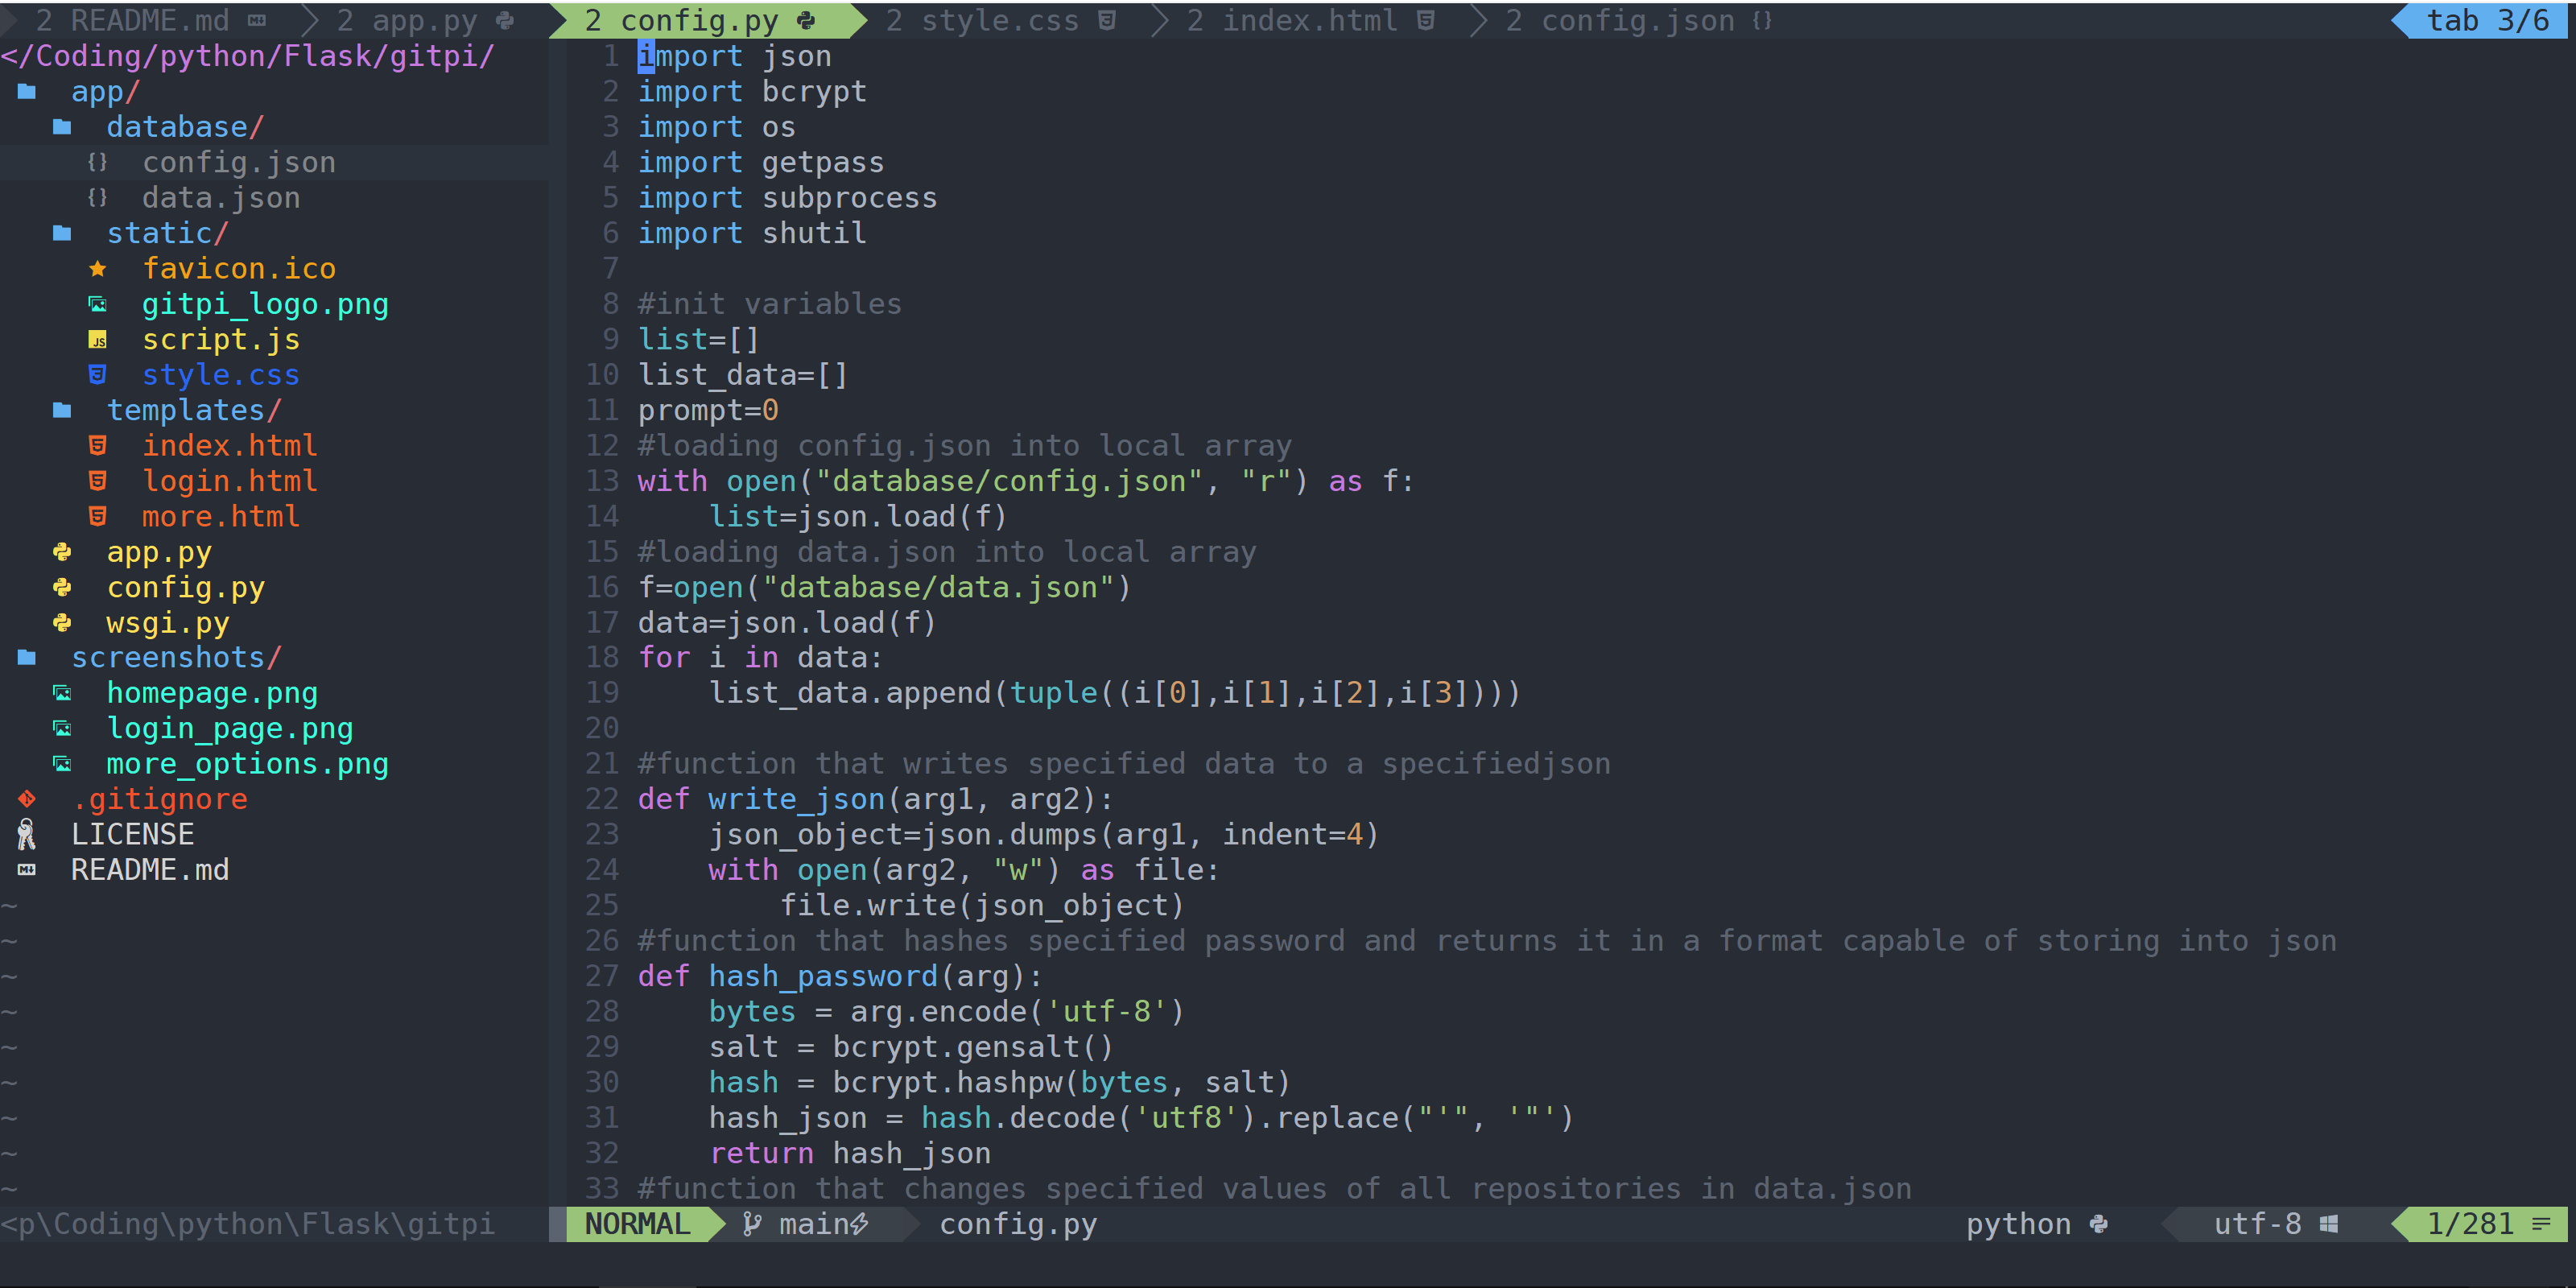 2 README.md 2 app.py 2 config.py 2 style.css 2 index.html 2 config.json tab 3/6
</Coding/python/Flask/gitpi/
app/
database/
config.json
data.json
static/
favicon.ico
gitpi_logo.png
script.js
style.css
templates/
index.html
login.html
more.html
app.py
config.py
wsgi.py
screenshots/
homepage.png
login_page.png
more_options.png
.gitignore
LICENSE
README.md
~
~
~
~
~
~
~
~
~
<p\Coding\python\Flask\gitpi
1 import json
2 import bcrypt
3 import os
4 import getpass
5 import subprocess
6 import shutil
7
8 #init variables
9 list=[]
10 list_data=[]
11 prompt=0
12 #loading config.json into local array
13 with open("database/config.json", "r") as f:
14     list=json.load(f)
15 #loading data.json into local array
16 f=open("database/data.json")
17 data=json.load(f)
18 for i in data:
19     list_data.append(tuple((i[0],i[1],i[2],i[3])))
20
21 #function that writes specified data to a specifiedjson
22 def write_json(arg1, arg2):
23     json_object=json.dumps(arg1, indent=4)
24     with open(arg2, "w") as file:
25         file.write(json_object)
26 #function that hashes specified password and returns it in a format capable of storing into json
27 def hash_password(arg):
28     bytes = arg.encode('utf-8')
29     salt = bcrypt.gensalt()
30     hash = bcrypt.hashpw(bytes, salt)
31     hash_json = hash.decode('utf8').replace("'", '"')
32     return hash_json
33 #function that changes specified values of all repositories in data.json
NORMAL main config.py python utf-8 1/281